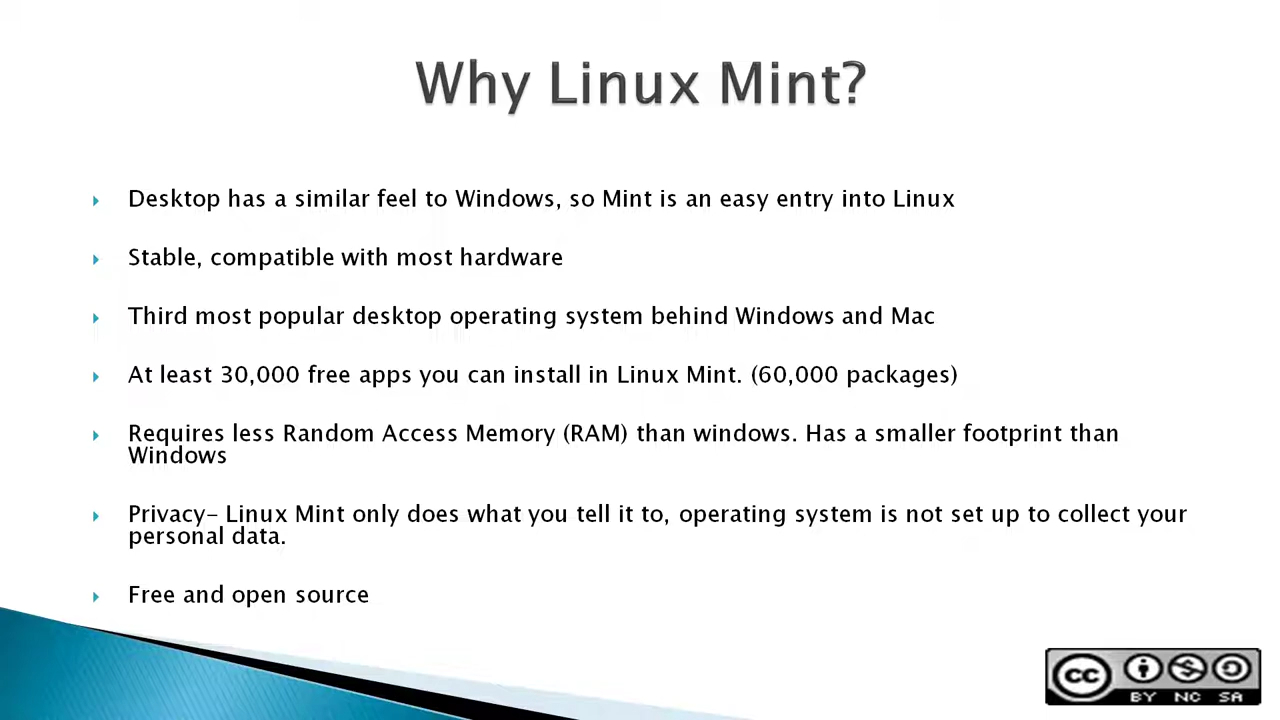 Why Linux Mint?
Desktop has a similar feel to Windows, so Mint is an easy entry into Linux
Stable, compatible with most hardware
Third most popular desktop operating system behind Windows and Mac
At least 30,000 free apps you can install in Linux Mint. (60,000 packages)
Requires less Random Access Memory (RAM) than windows. Has a smaller footprint than
Windows
Privacy- Linux Mint only does what you tell it to, operating system is not set up to collect your
personal data.
Free and open source
cc
BY NC SA